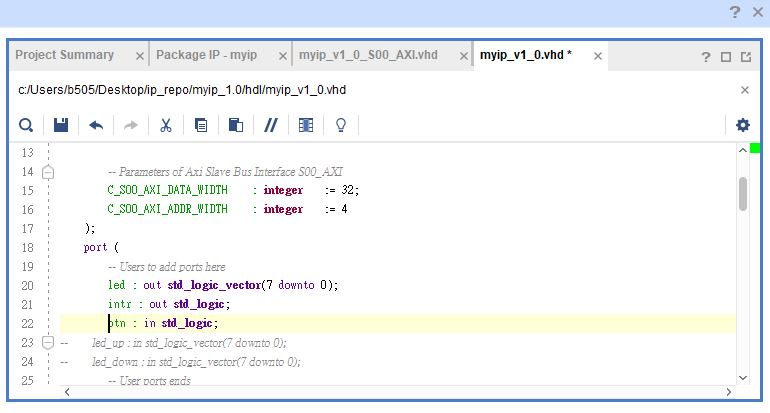 ?
Project Summary
Package IP - myip
myip_v1_0_S00_AXI.vhd
myip_v1_0.vhd *
?
c:/Users/b505/Desktop/ip_repo/myip_1.0/hdl/myip_v1_0.vhd
13
14 -- Parameters of Axi Slave Bus Interface S00_AXI
15 C_S00_AXI_DATA_WIDTH : integer := 32;
16 C_S00_AXI_ADDR_WIDTH : integer := 4
17 );
18 port (
19 -- Users to add ports here
20 led : out std_logic_vector(7 downto 0);
21 intr : out std_logic;
22 btn : in std_logic;
23 -- led_up : in std_logic_vector(7 downto 0);
24 -- led_down : in std_logic_vector(7 downto 0);
25 -- User ports ends